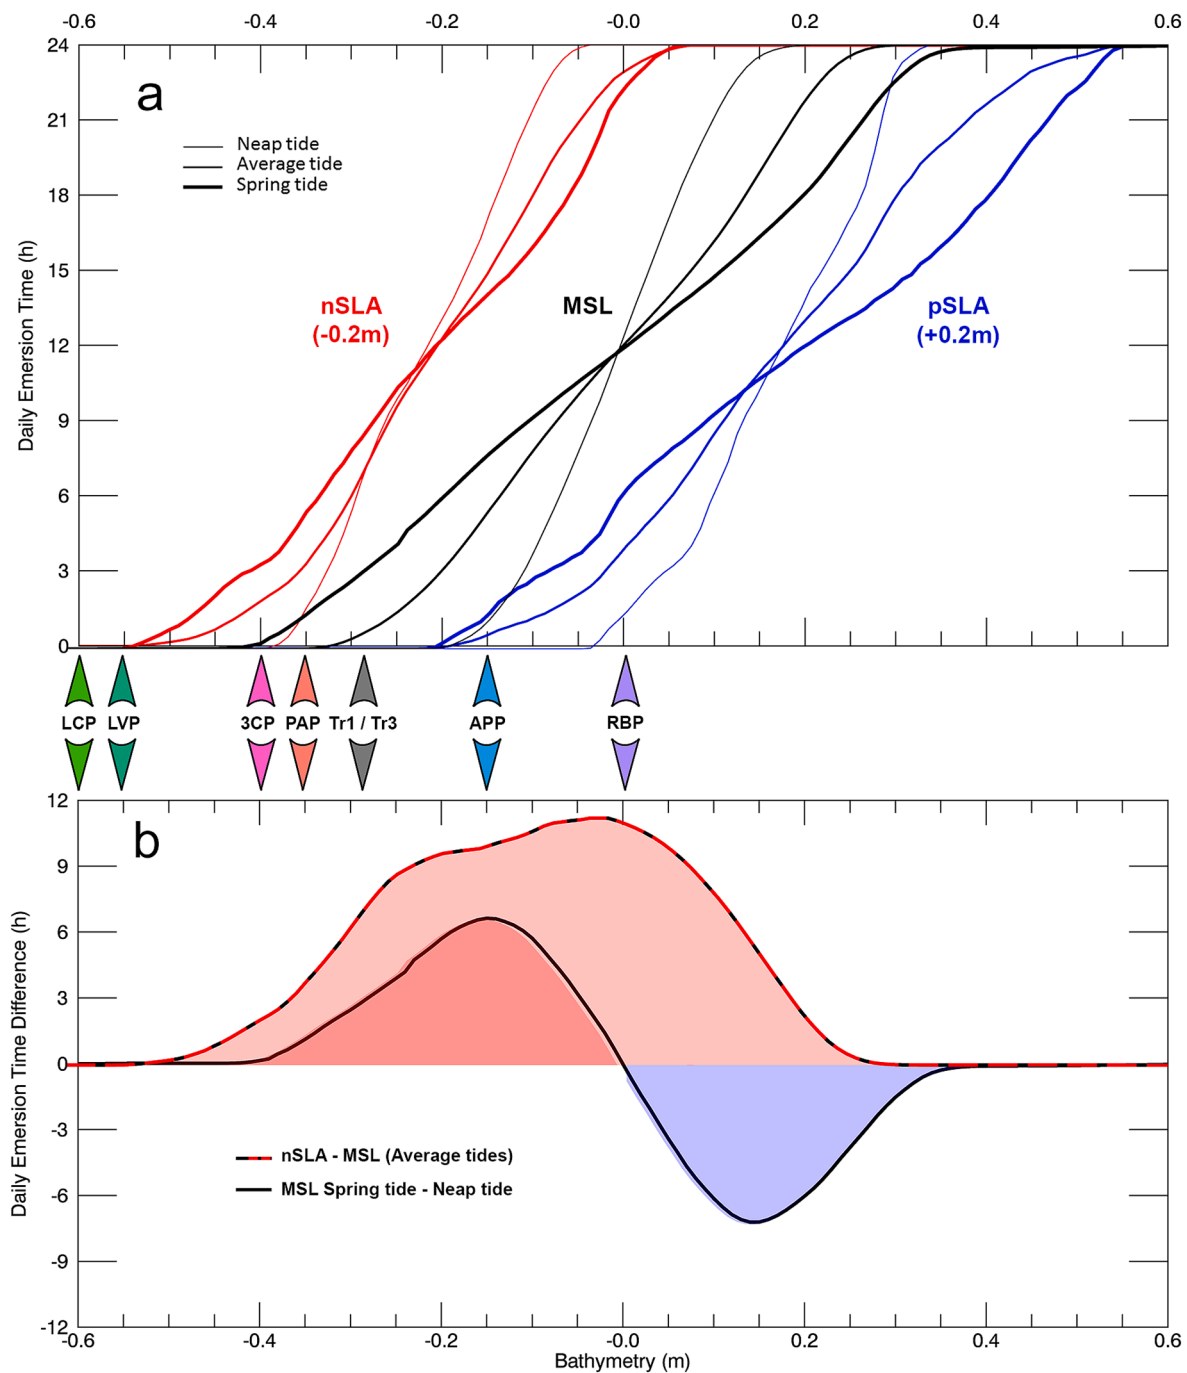 -0.6 -0.4 -0.2 -0.0 0.2 0.4 0.6
24
a
21
Neap tide
Average tide
Spring tide
18
Daily Emersion Time (h)
15
nSLA
(-0.2m)
MSL
pSLA
(+0.2m)
12
9
6
3
0
LCP LVP 3CP PAP Tr1 / Tr3 APP RBP
12
b
9
6
3
0
Daily Emersion Time Difference (h)
-3
nSLA - MSL (Average tides)
MSL Spring tide - Neap tide
-6
-9
-12
-0.6 -0.4 -0.2 -0.0 0.2 0.4 0.6
Bathymetry (m)